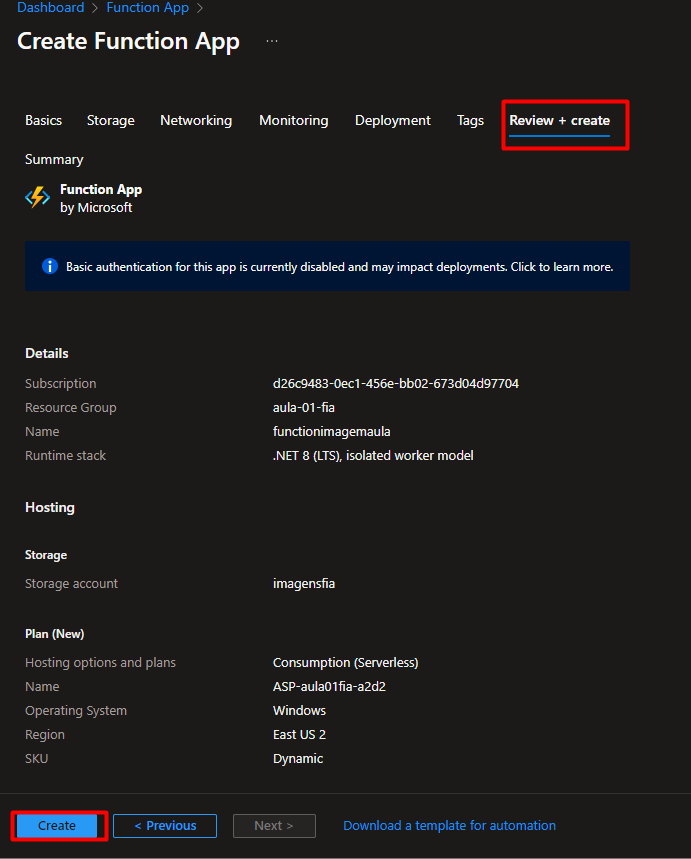 Dashboard > Function App >
Create Function App ...
Basics Storage Networking Monitoring Deployment Tags Review + create
Summary
Function App
by Microsoft
Basic authentication for this app is currently disabled and may impact deployments. Click to learn more.
Details
Subscription d26c9483-0ec1-456e-bb02-673d04d97704
Resource Group aula-01-fia
Name functionimagemaula
Runtime stack .NET 8 (LTS), isolated worker model
Hosting
Storage
Storage account imagensfia
Plan (New)
Hosting options and plans Consumption (Serverless)
Name ASP-aula01fia-a2d2
Operating System Windows
Region East US 2
SKU Dynamic
Create < Previous Next > Download a template for automation